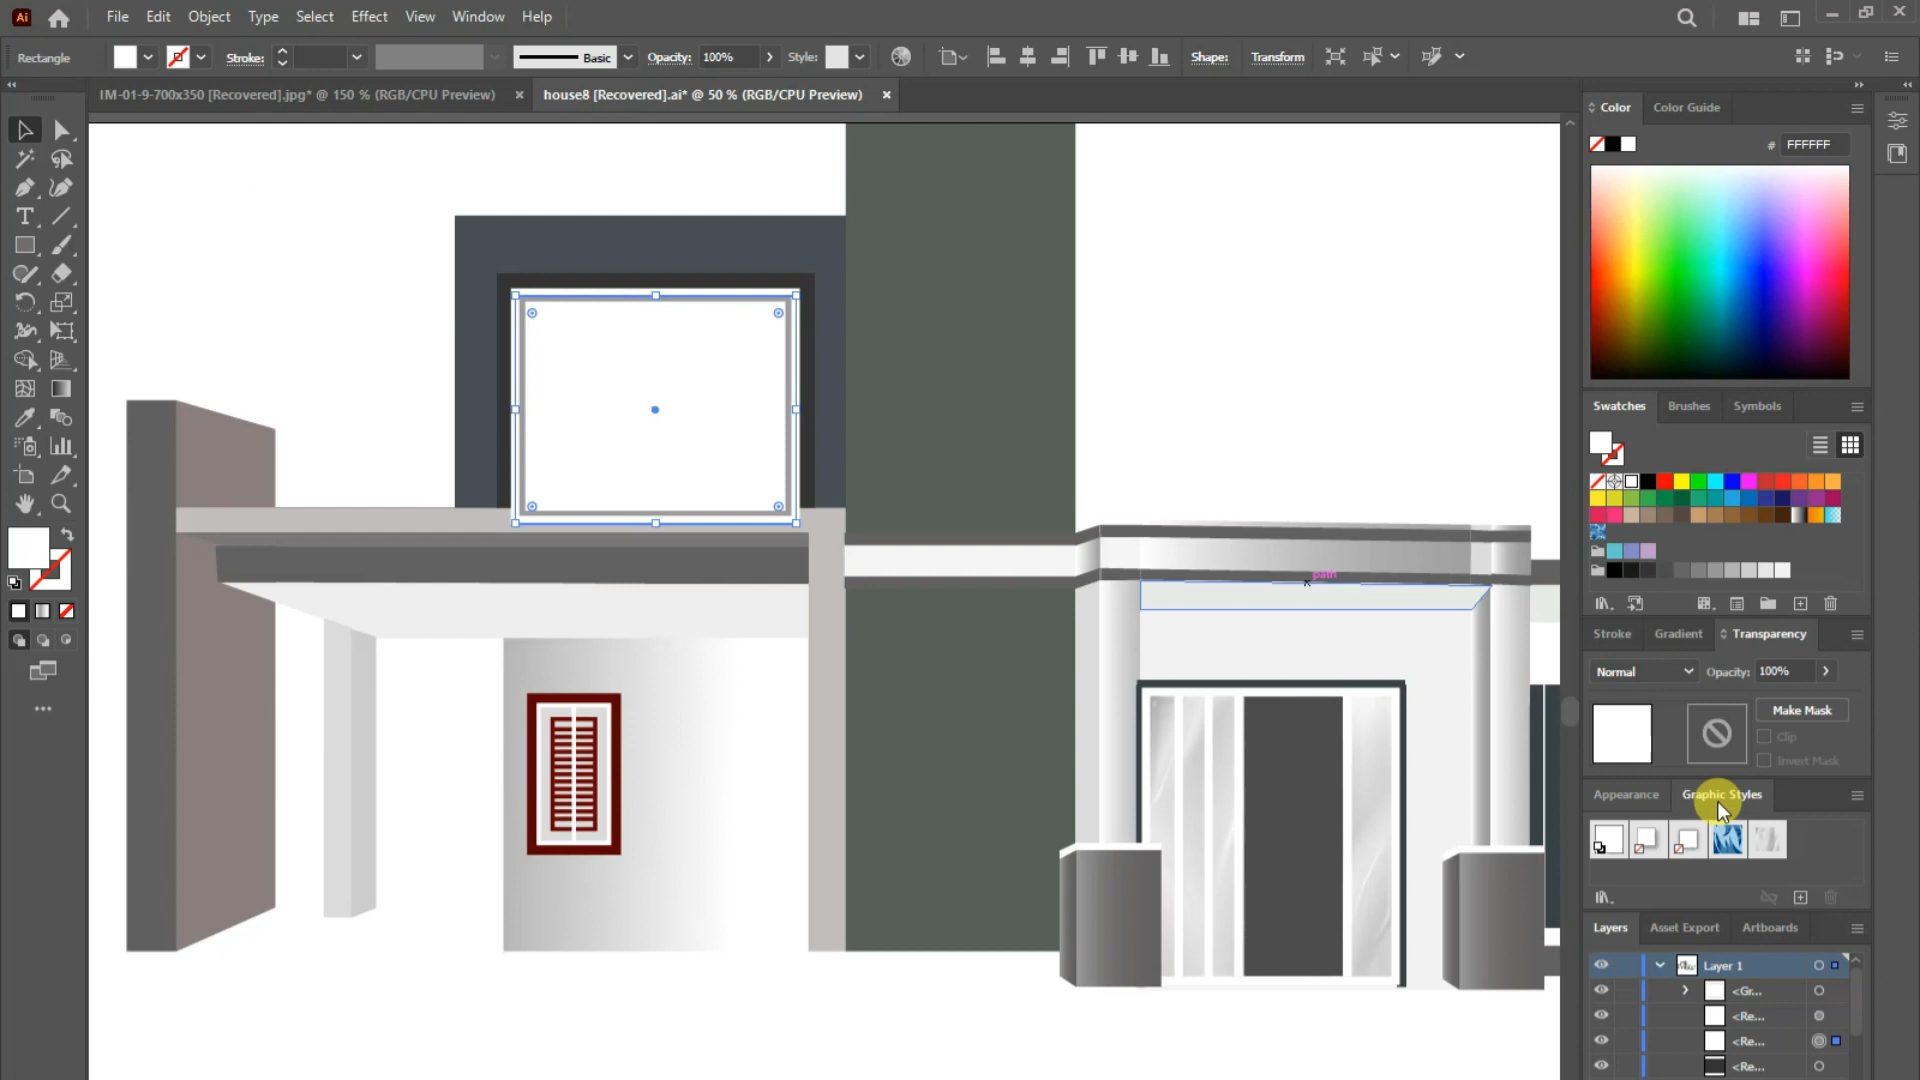 Ai File Edit Object Type Select Effect View Window Help
Rectangle Stroke: Basic Opacity: 100% Style: Shape: Transform
IM-01-9-700x350 [Recovered].jpg* @ 150 % (RGB/CPU Preview) house8 [Recovered].ai* @ 50 % (RGB/CPU Preview)
Color Color Guide
# FFFFFF
Swatches Brushes Symbols
path
Stroke Gradient Transparency
Normal Opacity: 100%
Make Mask
Clip
Invert Mask
Appearance Graphic Styles
Layers Asset Export Artboards
Layer 1
<Gr...
<Re...
<Re...
<Re...